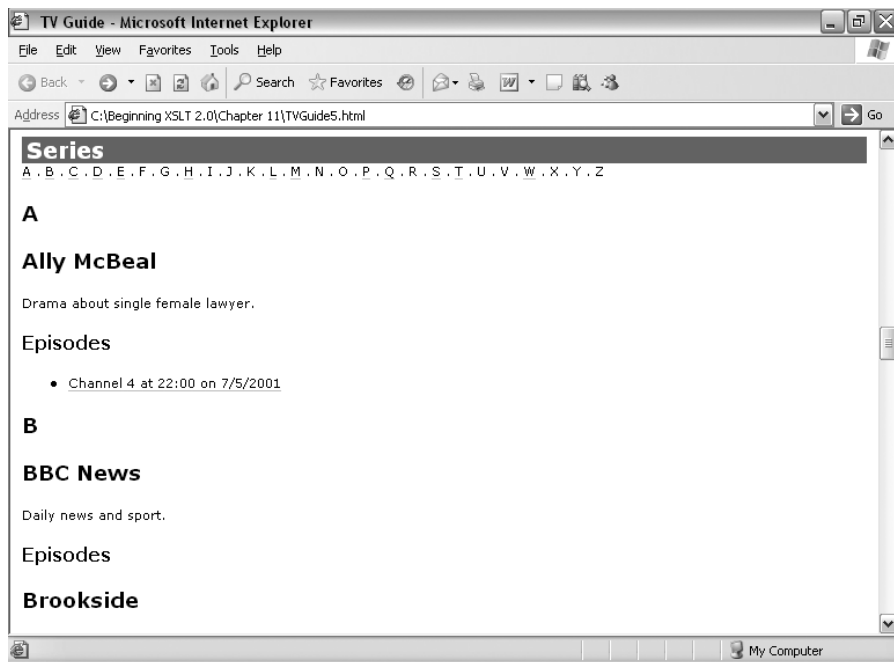 TV Guide - Microsoft Internet Explorer
File Edit View Favorites Tools Help
Back Search Favorites
Address C:\Beginning XSLT 2.0\Chapter 11\TVGuide5.html Go
Series
A . B . C . D . E . F . G . H . I . J . K . L . M . N . O . P . Q . R . S . T . U . V . W . X . Y . Z
A
Ally McBeal
Drama about single female lawyer.
Episodes
• Channel 4 at 22:00 on 7/5/2001
B
BBC News
Daily news and sport.
Episodes
Brookside
My Computer